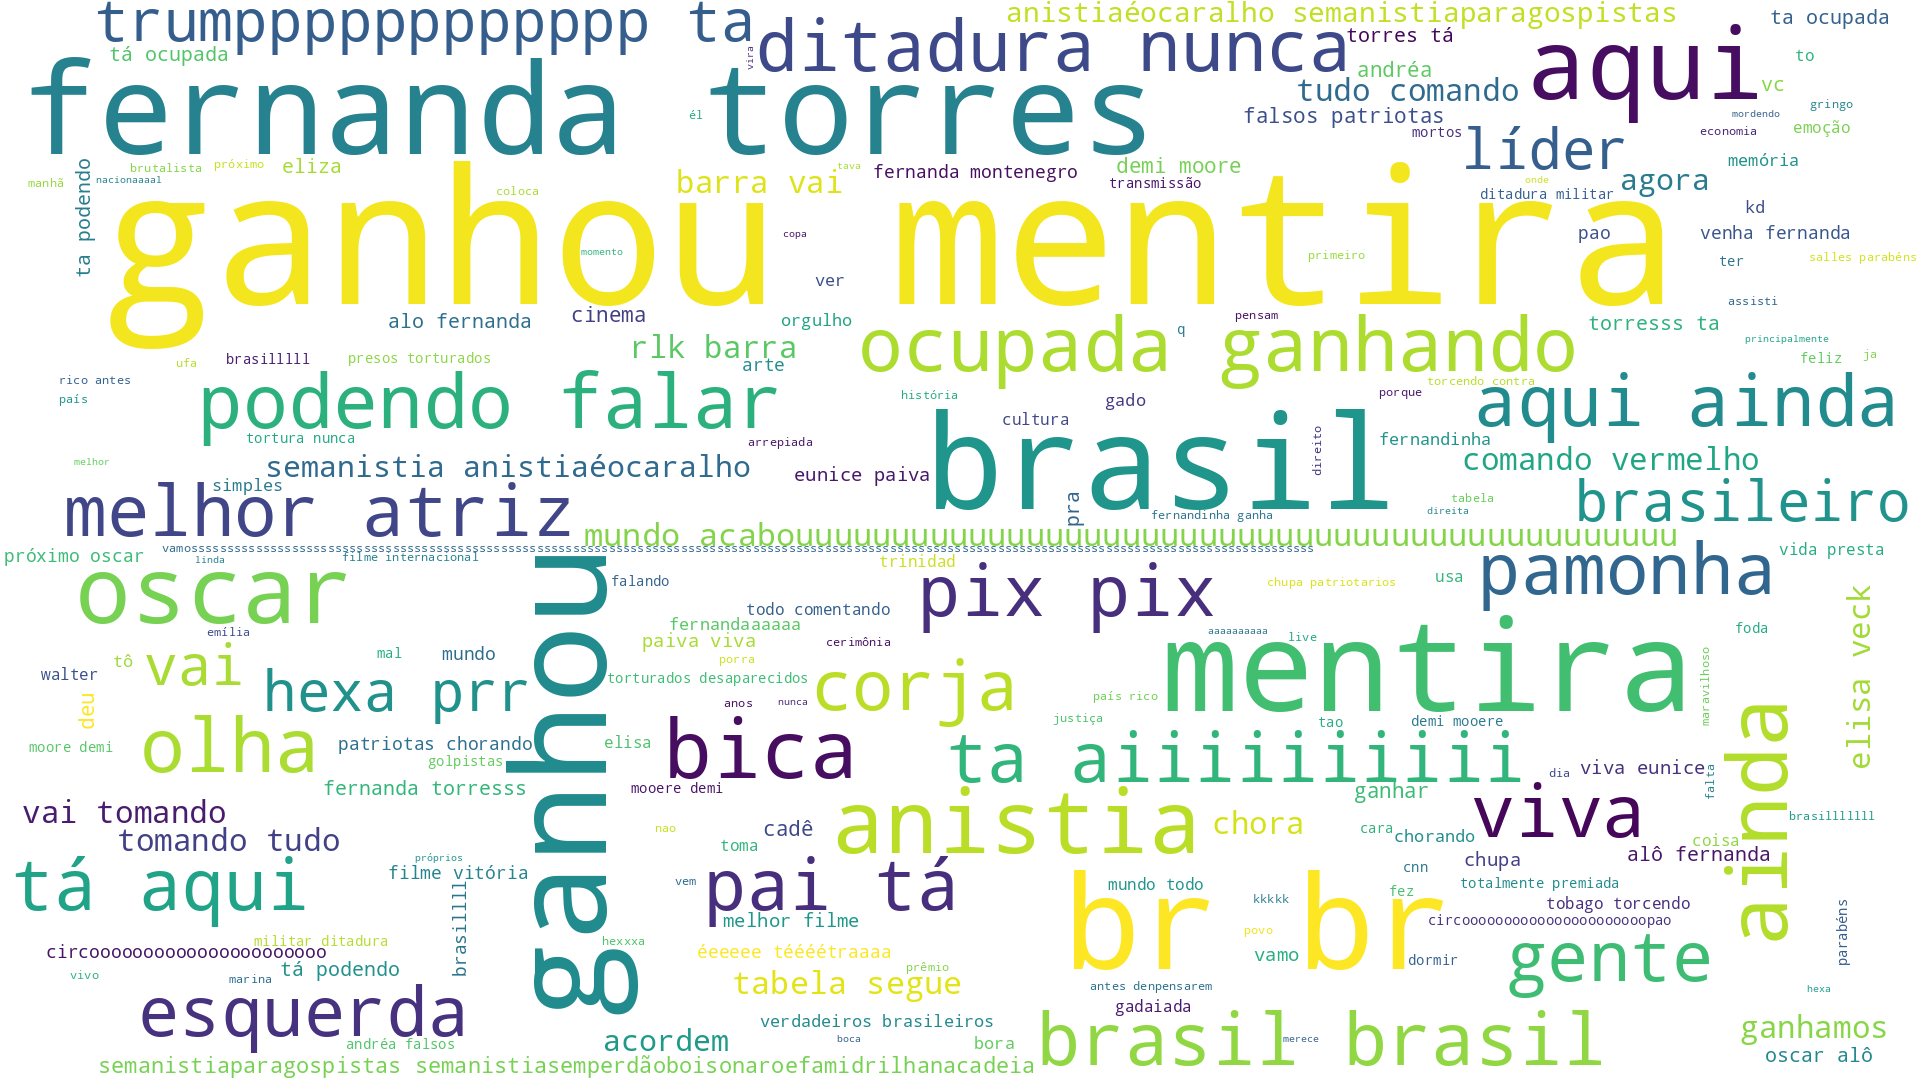 trumppppppppppppp ta
anistiaéocaralho semanistiaparagospistas
ta ocupada
tá ocupada
vira
ditadura nunca
torres tá
aqui
to
fernanda torres
andréa
tudo comando
vc
falsos patriotas
gringo
mordendo
él
mortos
líder
economia
emoção
ta podendo
brutalista
próximo
eliza
tava
fernanda montenegro
demi moore
memória
manhã
nacionaaaal
coloca
barra vai
transmissão
onde
ditadura militar
agora
ganhou mentira
kd
copa
pao
venha fernanda
momento
primeiro
ter
salles parabéns
ver
assisti
alo fernanda
cinema
orgulho
pensam
torresss ta
q
ocupada ganhando
principalmente
ufa
brasilllll
presos torturados
rlk barra
arte
feliz
ja
rico antes
país
podendo falar
história
gado
torcendo contra
porque
aqui ainda
cultura
brasil
tortura nunca
arrepiada
direito
fernandinha
melhor
semanistia anistiaéocaralho
eunice paiva
comando vermelho
simples
melhor atriz
pra
fernandinha ganha
tabela
direita
brasileiro
próximo oscar
linda
filme internacional
trinidad
vida presta
oscar
ganhou
falando
pix pix
chupa patriotarios
usa
pamonha
todo comentando
fernandaaaaaa
emília
paiva viva
cerimônia
aaaaaaaaaa
live
mentira
foda
elisa veck
walter
tô
vai
mal
mundo
porra
maravilhoso
deu
hexa prr
torturados desaparecidos
corja
país rico
anos
nunca
justiça
tao
demi mooere
ainda
moore demi
olha
patriotas chorando
golpistas
elisa
bica
ta aiiiiiiiiii
dia
viva eunice
falta
fernanda torresss
mooere demi
ganhar
viva
vai tomando
tomando tudo
nao
cadê
toma
anistia
chora
cara
chorando
coisa
brasillllllll
alô fernanda
próprios
filme vitória
tá aqui
brasillll
vem
pai tá
melhor filme
br br
mundo todo
cnn
chupa
totalmente premiada
fez
kkkkk
tobago torcendo
parabéns
militar ditadura
hexxxa
povo
vamo
dormir
gente
vivo
marina
tá podendo
prêmio
tabela segue
antes denpensarem
gadaiada
hexa
esquerda
andréa falsos
acordem
verdadeiros brasileiros
boca
bora
brasil brasil
merece
ganhamos
oscar alô
semanistiaparagospistas semanistiasemperdãoboisonaroefamidrilhanacadeia